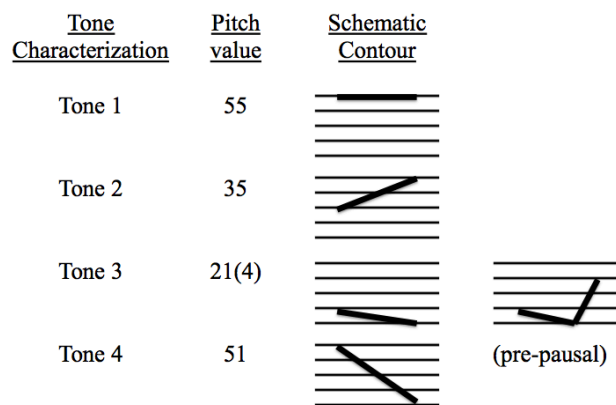 Tone Pitch Schematic
Characterization value Contour
Tone 1 55
Tone 2 35
Tone 3 21(4)
Tone 4 51 (pre-pausal)